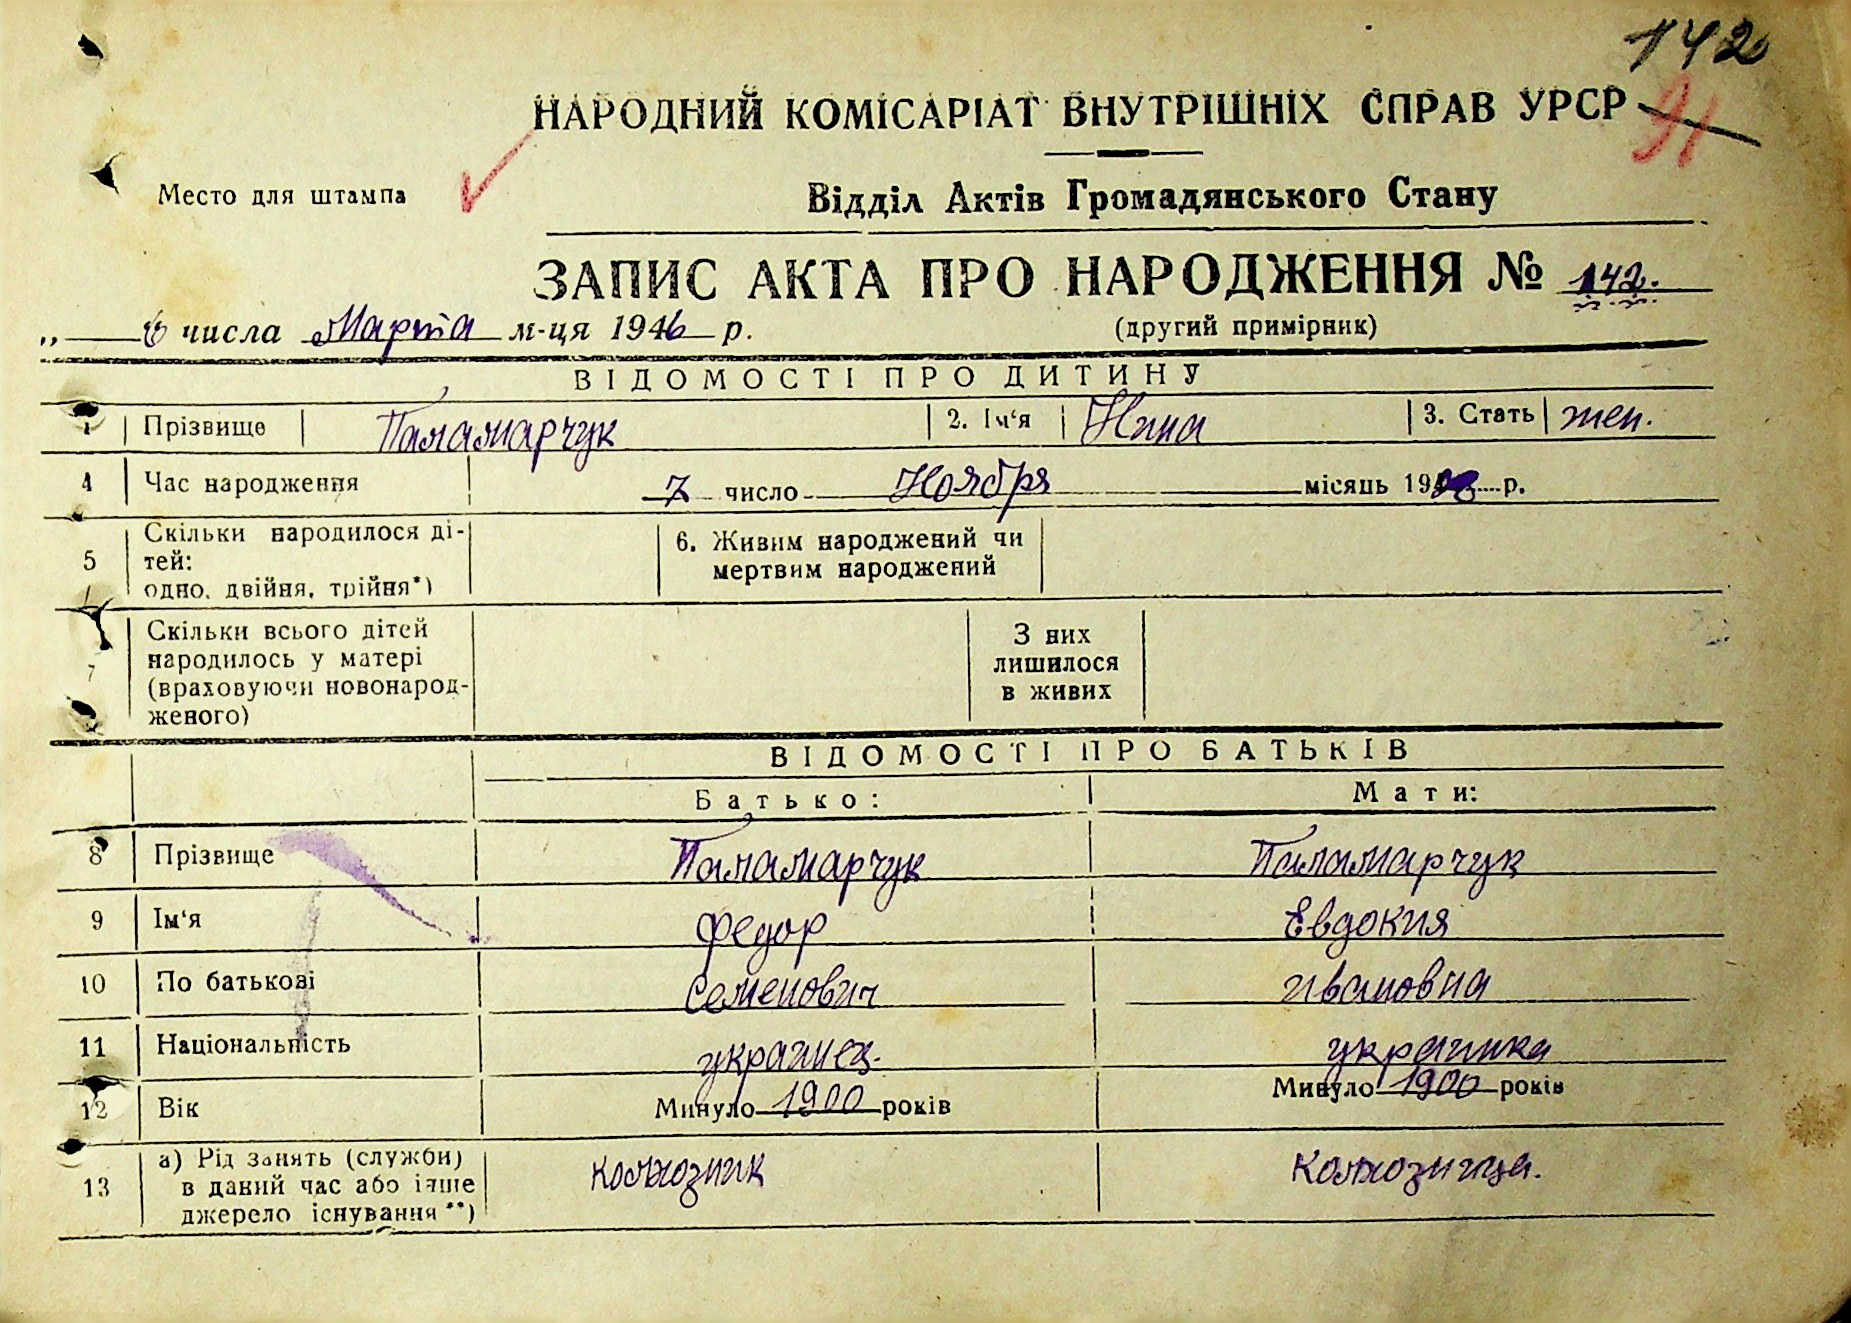 142
НАРОДНИЙ КОМІСАРІАТ ВНУТРІШНІХ СПРАВ УРСР 91
Место для штампа
Відділ Актів Громадянського Стану
ЗАПИС АКТА ПРО НАРОДЖЕННЯ № 142.
„ 6 числа Марта м-ця 1946 р. (другий примірник)
ВІДОМОСТІ ПРО ДИТИНУ
1 Прізвище Паламарчук 2. Ім‘я Нина 3. Стать жен.
4 Час народження 7 число Ноября місяць 19 р.
5 Скільки народилося ді-
тей:
одно, двійня, трійня*)
6. Живим народжений чи
мертвим народжений
7 Скільки всього дітей
народилось у матері
(враховуючи новонарод-
женого)
З них
лишилося
в живих
ВІДОМОСТІ ПРО БАТЬКІВ
Батько: Мати:
8 Прізвище Паламарчук Паламарчук
9 Ім‘я Федор Евдокия
10 По батькові Семенович Ивановна
11 Національність украинец. украинка
12 Вік Минуло 1900 років Минуло 1900 років
13 а) Рід занять (служби)
в даний час або інше
джерело існування**)
колхозник колхозница.